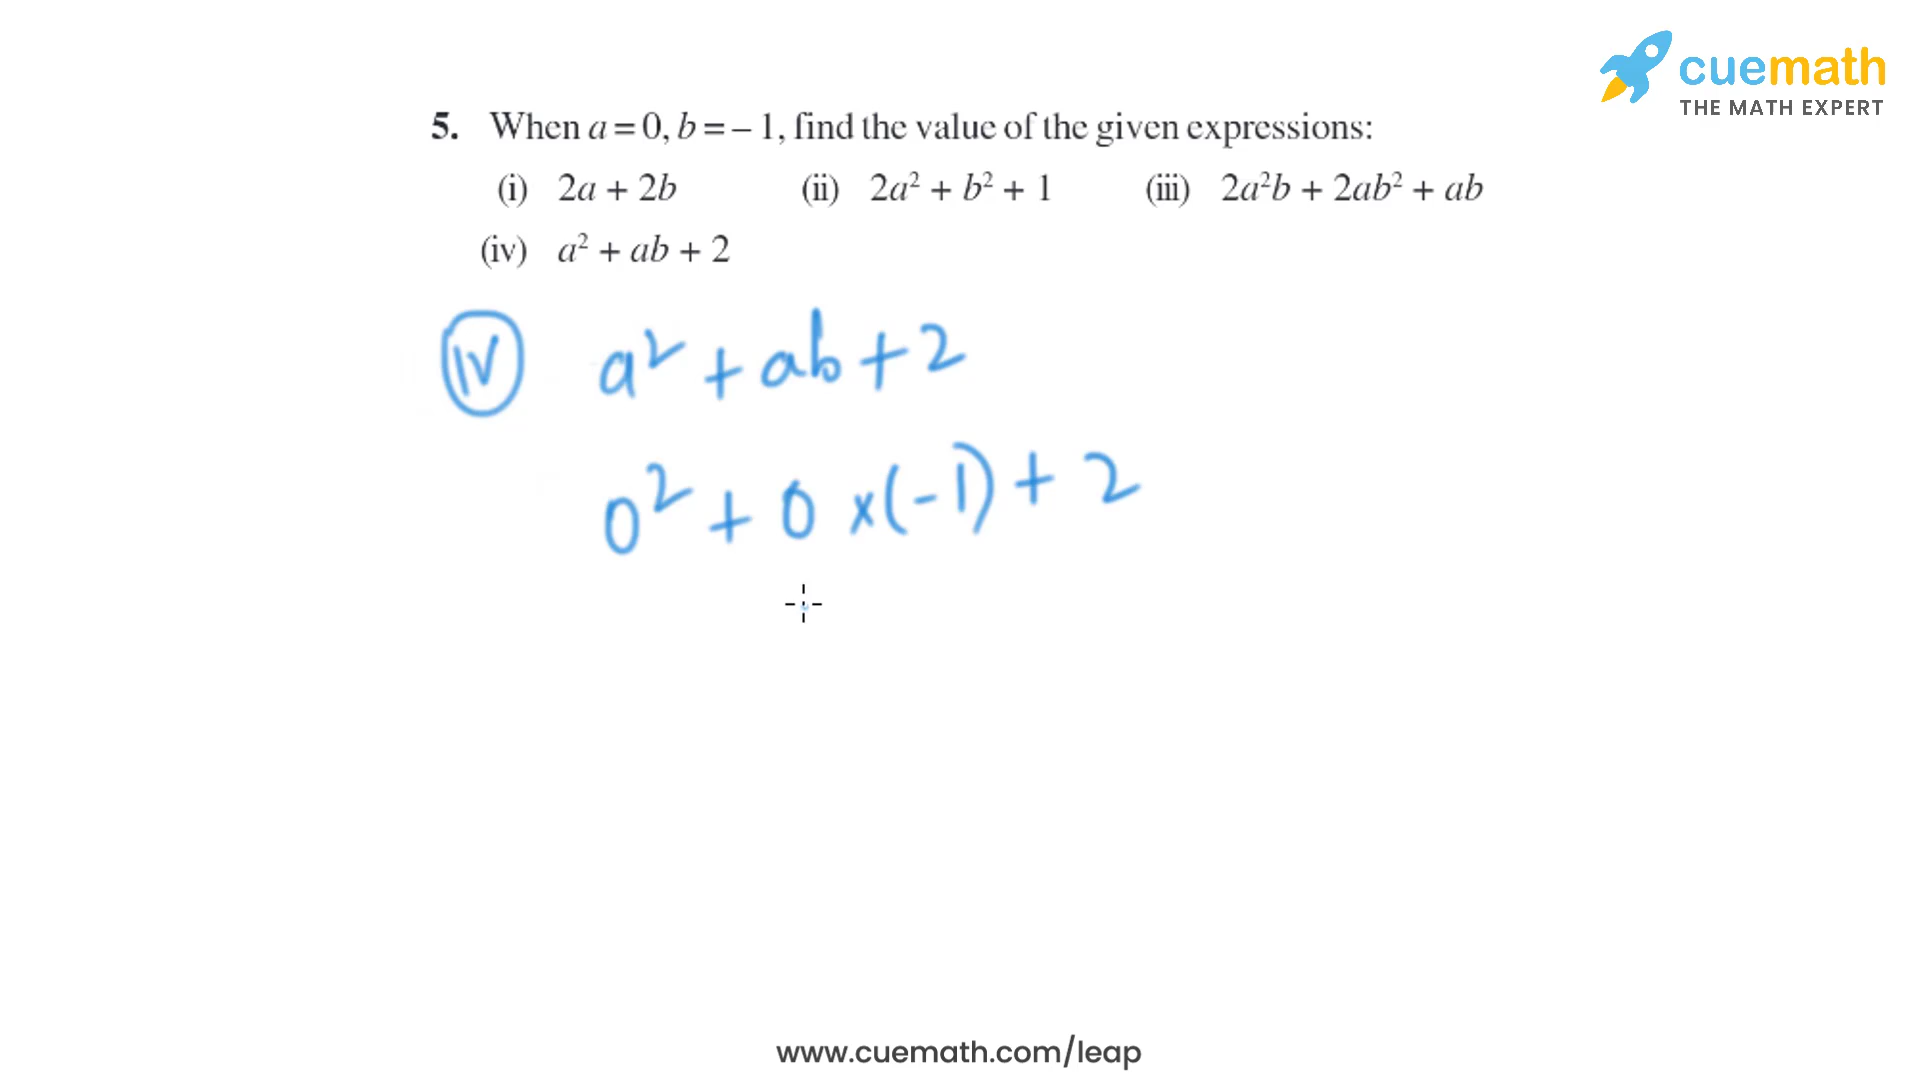 cuemath
THE MATH EXPERT
5. When a = 0, b = – 1, find the value of the given expressions:
(i) 2a + 2b (ii) 2a² + b² + 1 (iii) 2a²b + 2ab² + ab
(iv) a² + ab + 2
iv a² + ab + 2
0² + 0 × (-1) + 2
www.cuemath.com/leap